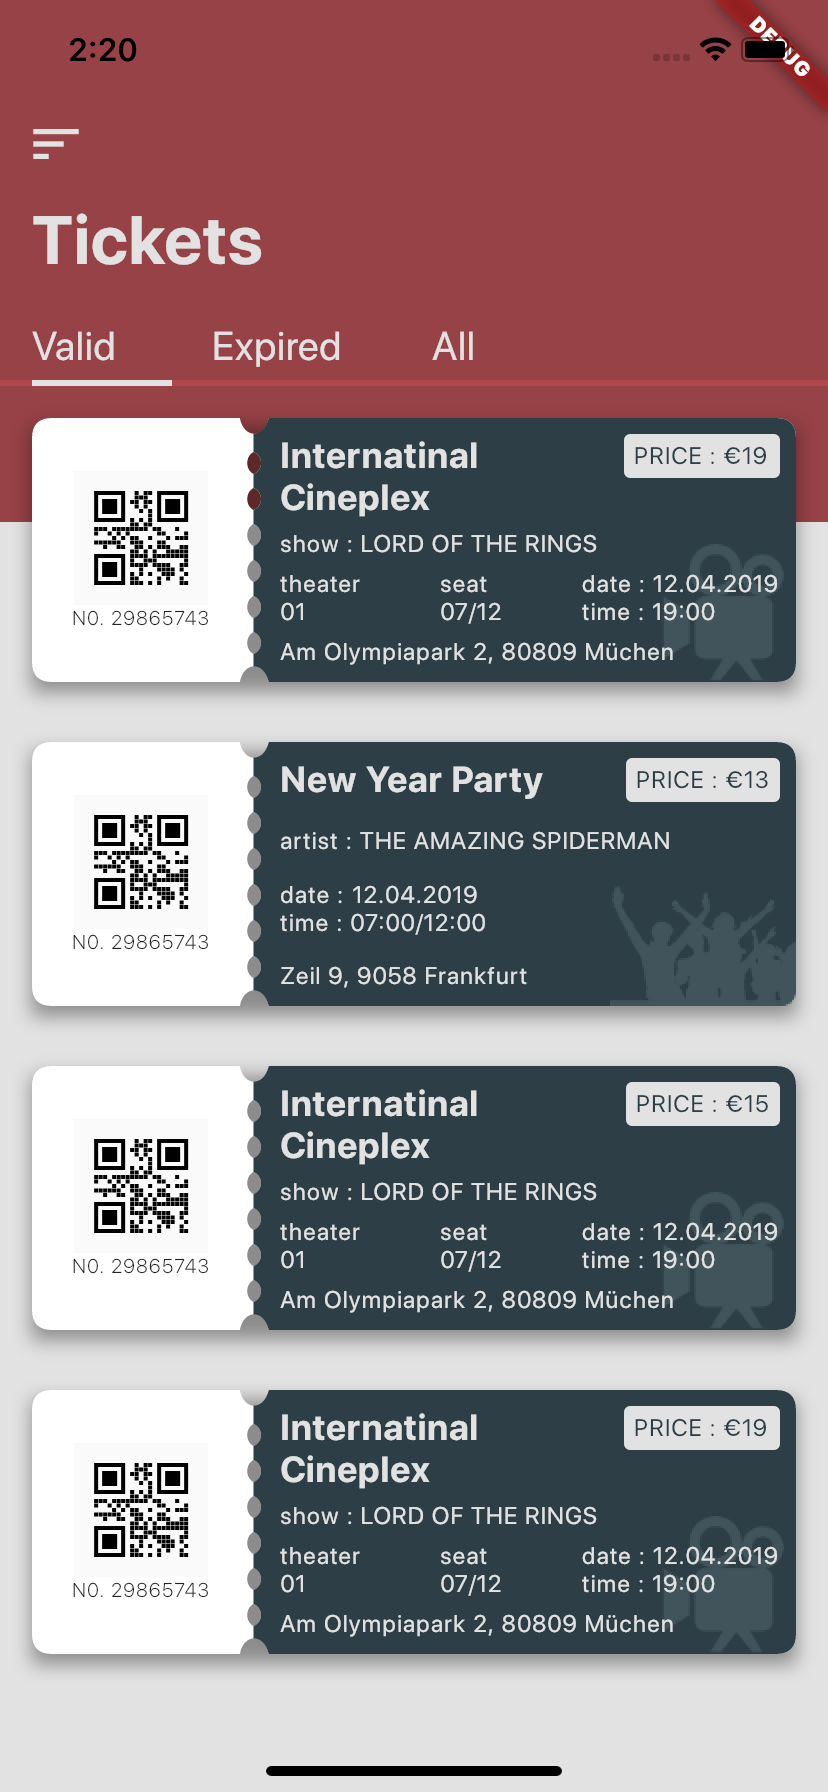 2:20
DEBUG
Tickets
Valid Expired All
Internatinal
Cineplex
PRICE : €19
show : LORD OF THE RINGS
theater seat date : 12.04.2019
01 07/12 time : 19:00
Am Olympiapark 2, 80809 Müchen
N0. 29865743
New Year Party
PRICE : €13
artist : THE AMAZING SPIDERMAN
date : 12.04.2019
time : 07:00/12:00
Zeil 9, 9058 Frankfurt
N0. 29865743
Internatinal
Cineplex
PRICE : €15
show : LORD OF THE RINGS
theater seat date : 12.04.2019
01 07/12 time : 19:00
Am Olympiapark 2, 80809 Müchen
N0. 29865743
Internatinal
Cineplex
PRICE : €19
show : LORD OF THE RINGS
theater seat date : 12.04.2019
01 07/12 time : 19:00
Am Olympiapark 2, 80809 Müchen
N0. 29865743